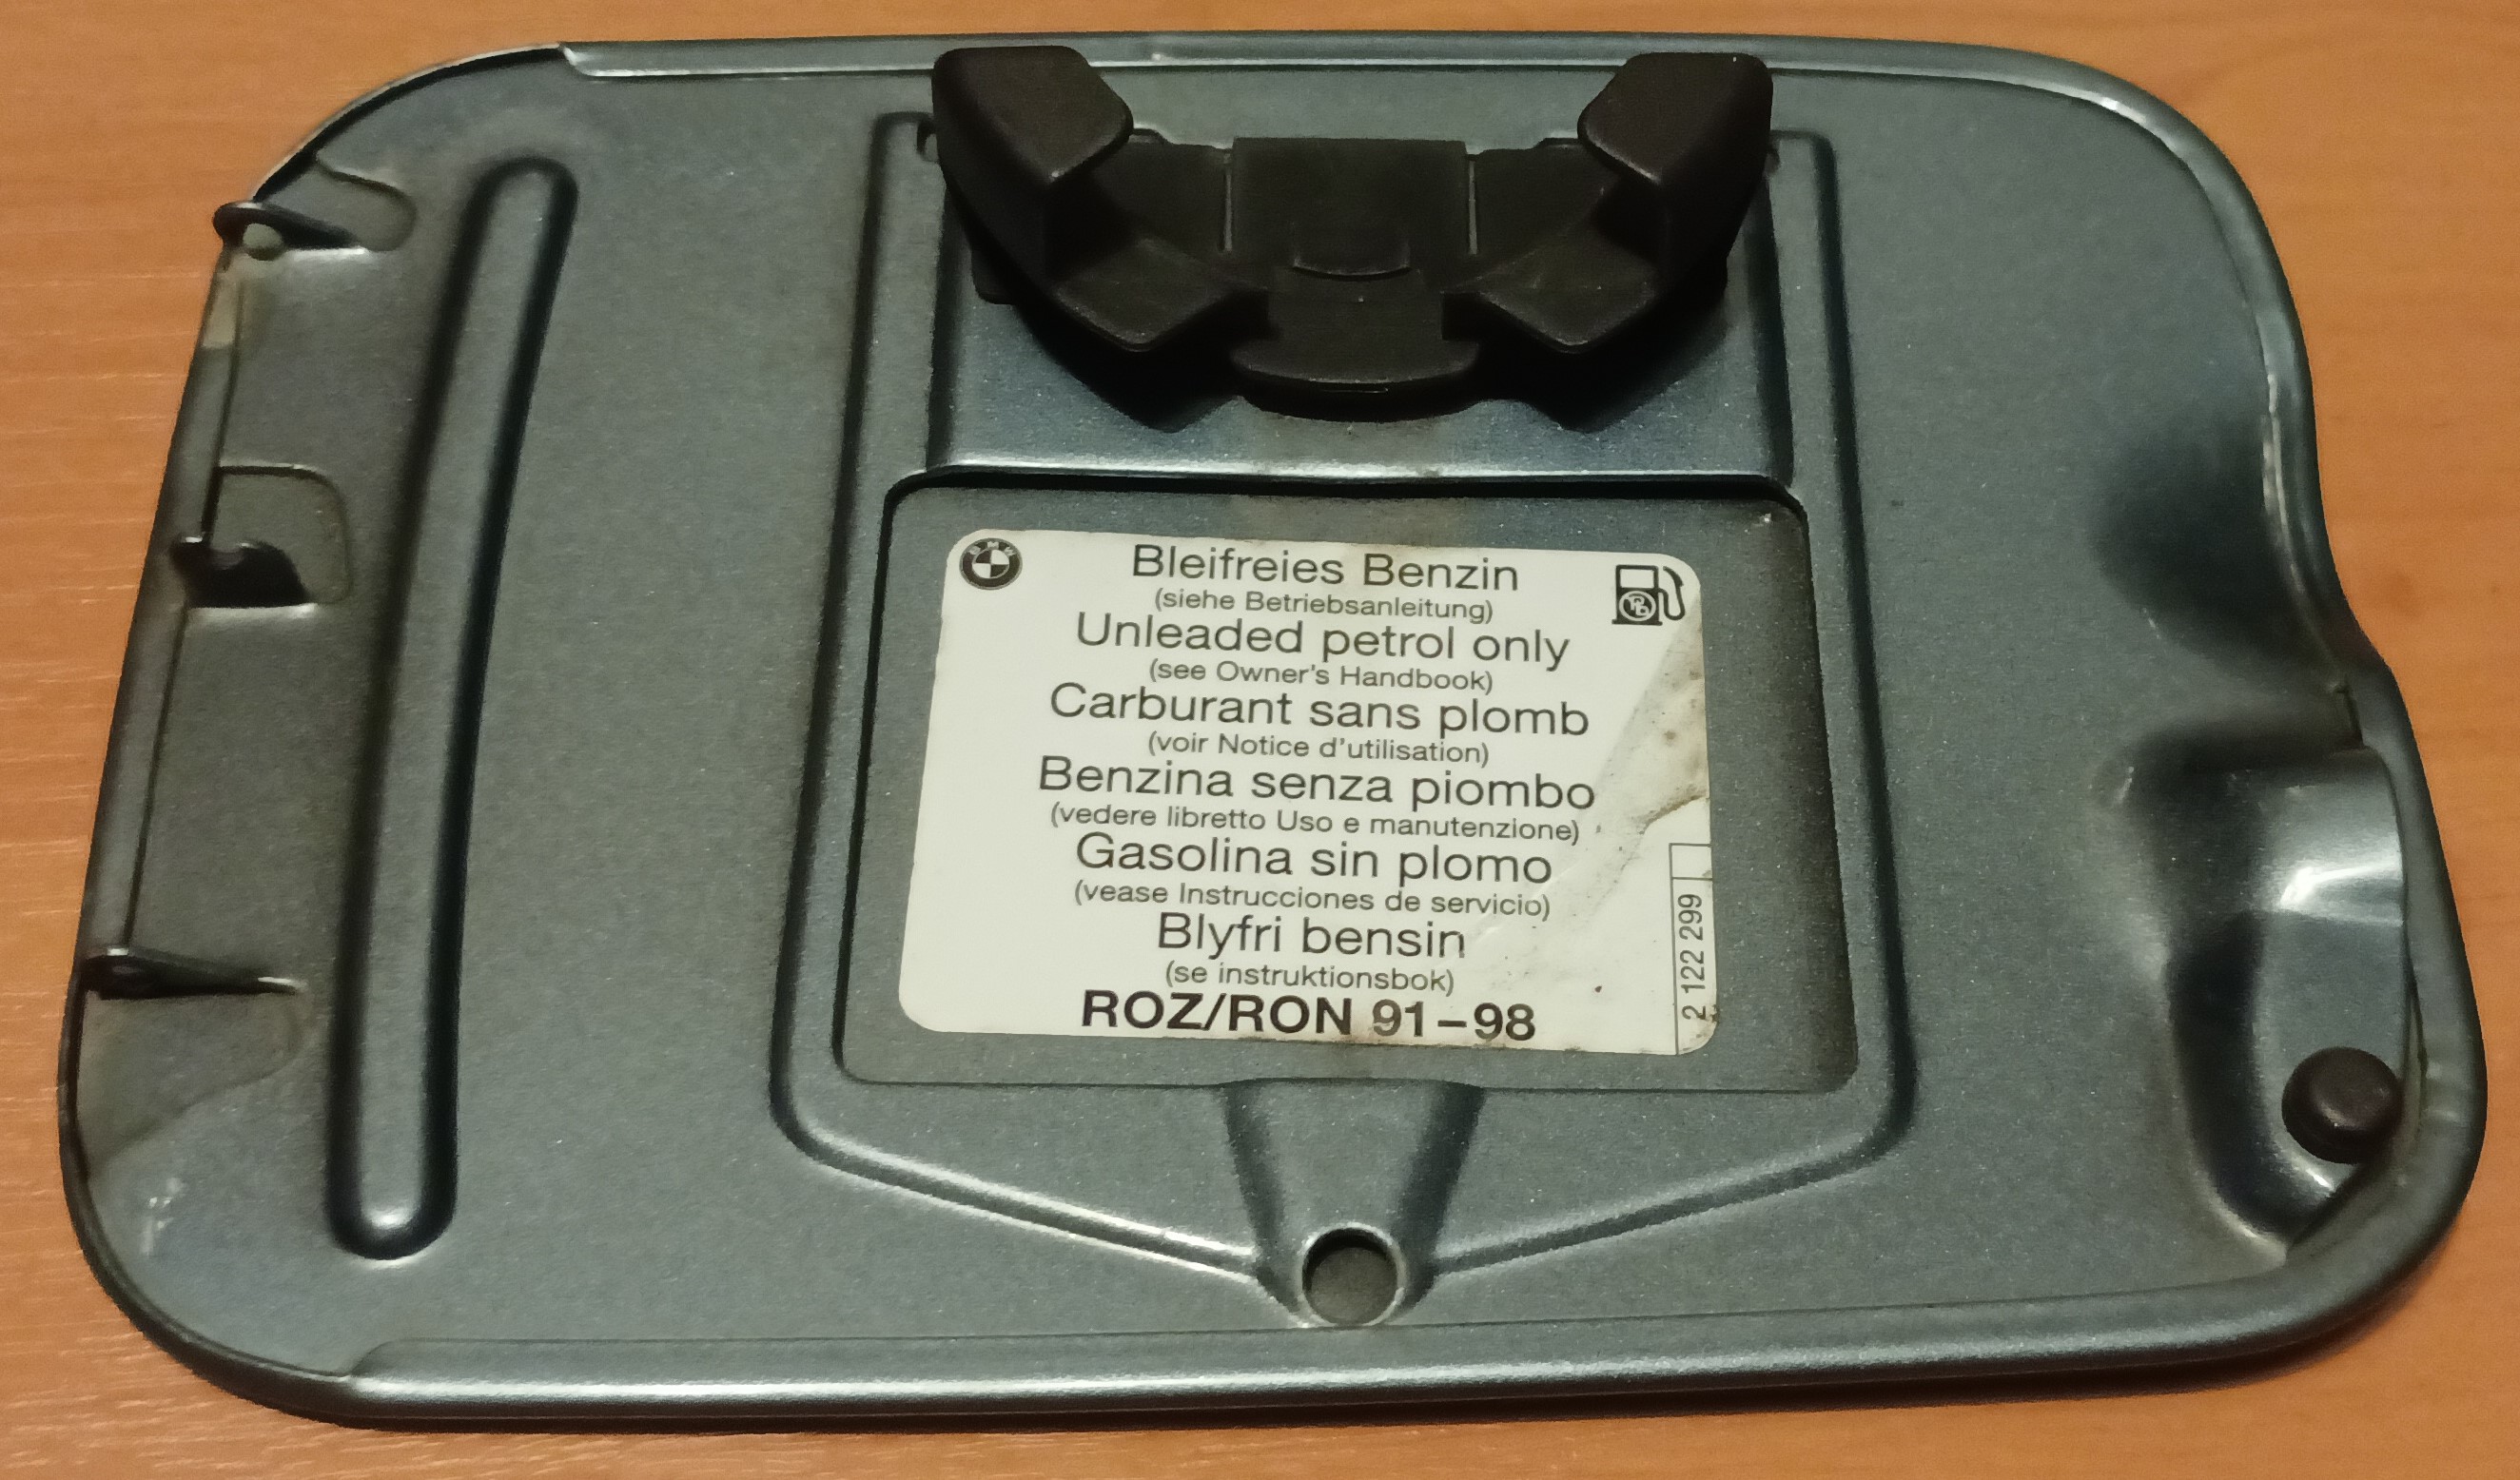 BMW
Bleifreies Benzin
(siehe Betriebsanleitung)
Unleaded petrol only
(see Owner's Handbook)
Carburant sans plomb
(voir Notice d'utilisation)
Benzina senza piombo
(vedere libretto Uso e manutenzione)
Gasolina sin plomo
(vease Instrucciones de servicio)
Blyfri bensin
(se instruktionsbok)
ROZ/RON 91–98
2 122 299